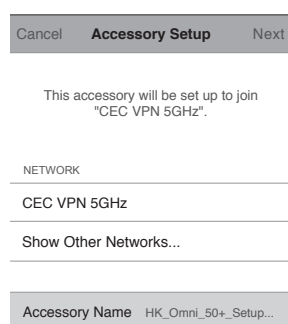 Cancel Accessory Setup Next
This accessory will be set up to join
"CEC VPN 5GHz".
NETWORK
CEC VPN 5GHz
Show Other Networks...
Accessory Name HK_Omni_50+_Setup...